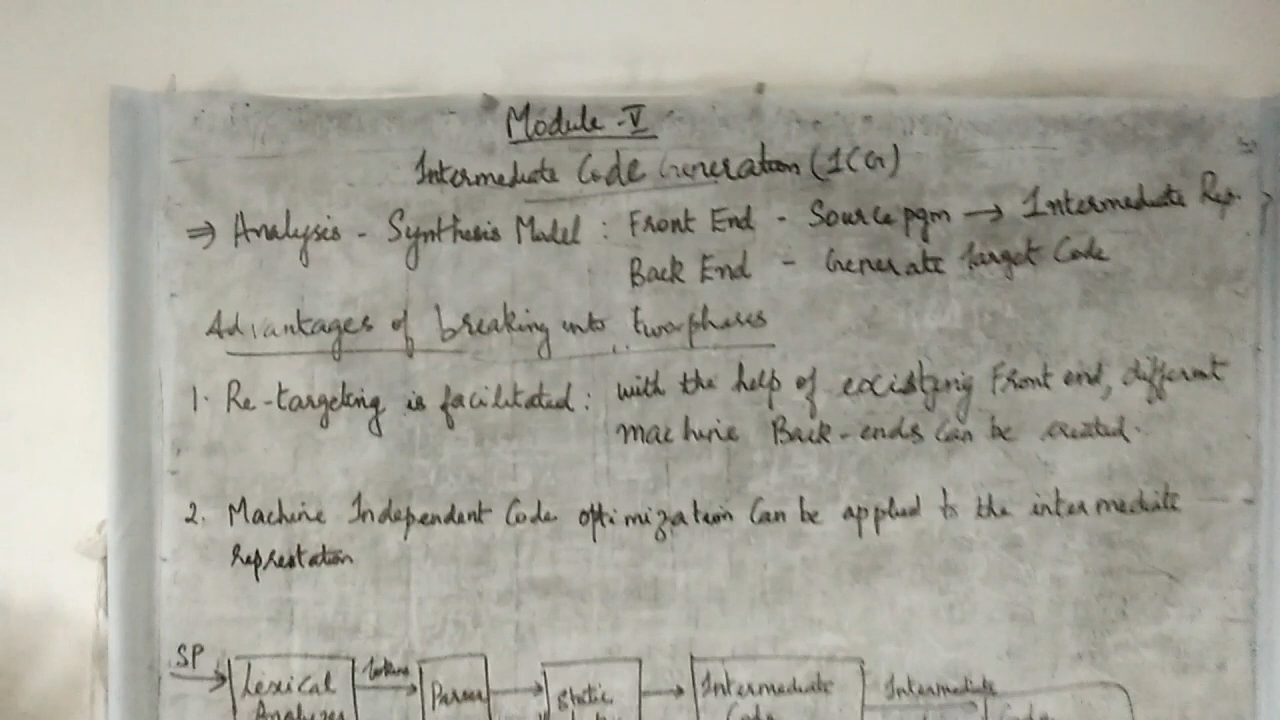 Module - V
Intermediate Code Generation (ICG)
⇒ Analysis - Synthesis Model : Front End - Source pgm → Intermediate Rep.
Back End - Generate Target Code
Advantages of breaking into two phases
1. Re-targeting is facilitated : with the help of existing Front end, different
machine Back-ends can be created.
2. Machine Independent Code optimization can be applied to the intermediate
represtation
SP Lexical tokens Parser Static Intermediate Intermediate
Analyzer Code